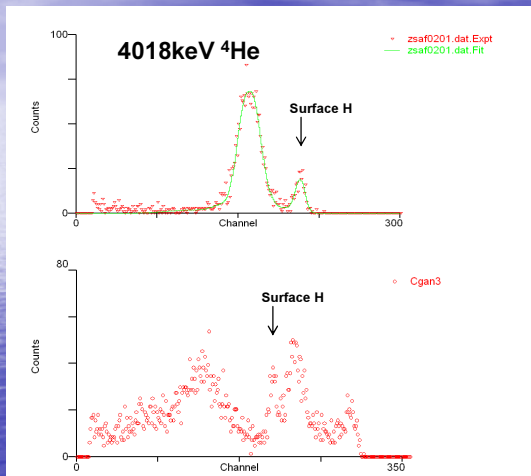 100
4018keV ⁴He
zsaf0201.dat.Expt
zsaf0201.dat.Fit
Surface H
Counts
0
0
Channel
300
80
Cgan3
Surface H
Counts
0
0
Channel
350